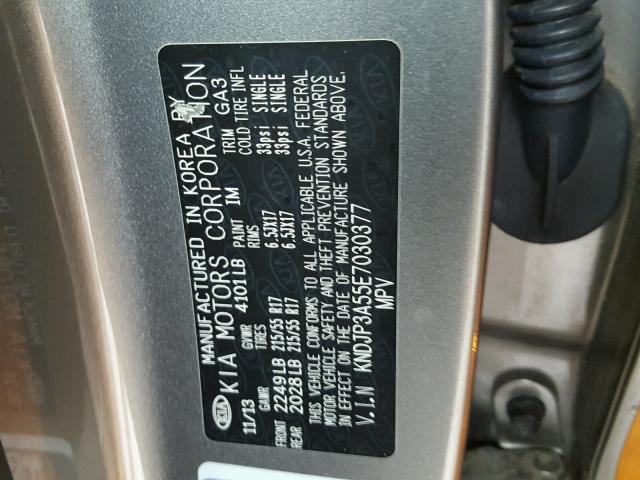 KIA
MANUFACTURED IN KOREA BY
KIA MOTORS CORPORATION
11/13 GVWR 4101LB PAINT IM TRIM GA3
GAWR TIRES RIMS COLD TIRE INFL
FRONT 2249LB 215/55 R17 6.5JX17 33psi SINGLE
REAR 2028LB 215/55 R17 6.5JX17 33psi SINGLE
THIS VEHICLE CONFORMS TO ALL APPLICABLE U.S.A. FEDERAL
MOTOR VEHICLE SAFETY AND THEFT PREVENTION STANDARDS
IN EFFECT ON THE DATE OF MANUFACTURE SHOWN ABOVE.
V.I.N KNDJP3A55E7030377
MPV